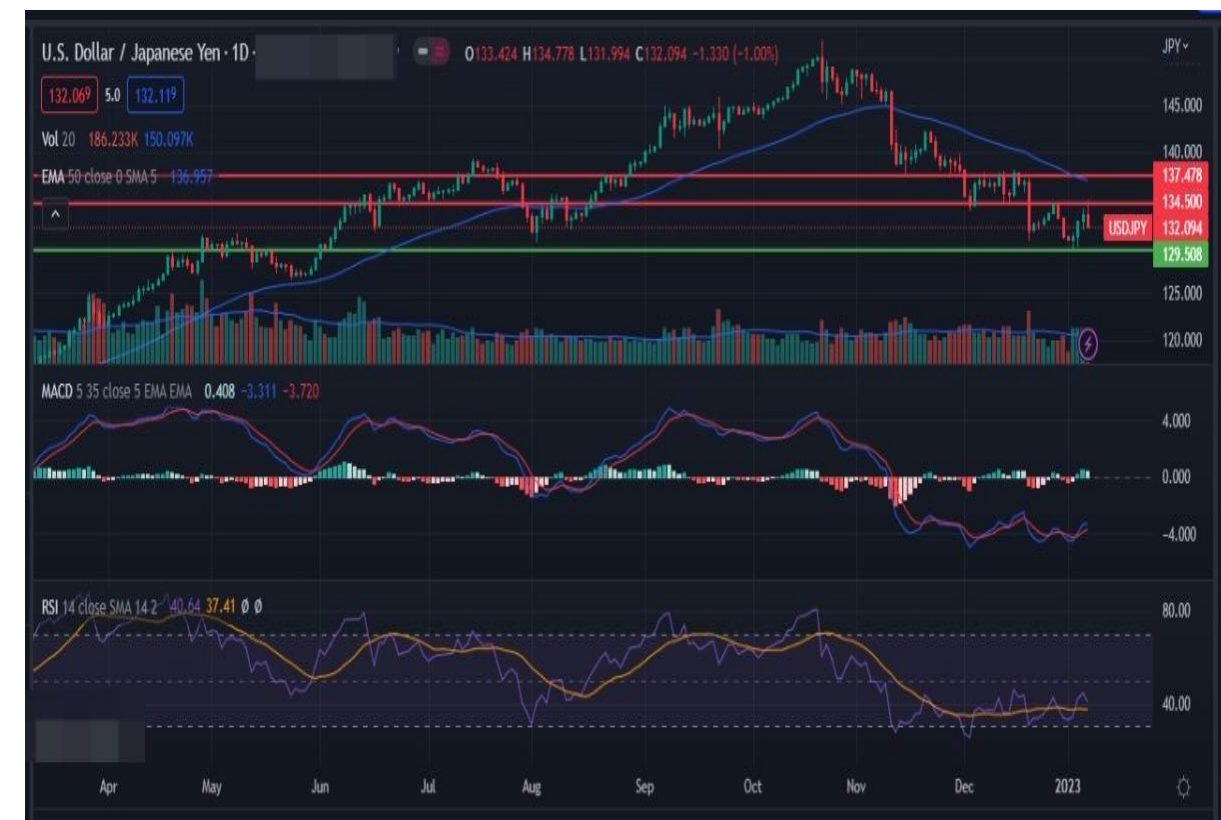 U.S. Dollar / Japanese Yen · 1D ·
O133.424 H134.778 L131.994 C132.094 −1.330 (−1.00%)
JPY
132.069 5.0 132.119
Vol 20 186.233K 150.097K
EMA 50 close 0 SMA 5 136.957
145.000
140.000
137.478
134.500
USDJPY 132.094
129.508
125.000
120.000
MACD 5 35 close 5 EMA EMA 0.408 −3.311 −3.720
4.000
0.000
−4.000
RSI 14 close SMA 14 2 40.64 37.41 Ø Ø
80.00
40.00
Apr May Jun Jul Aug Sep Oct Nov Dec 2023